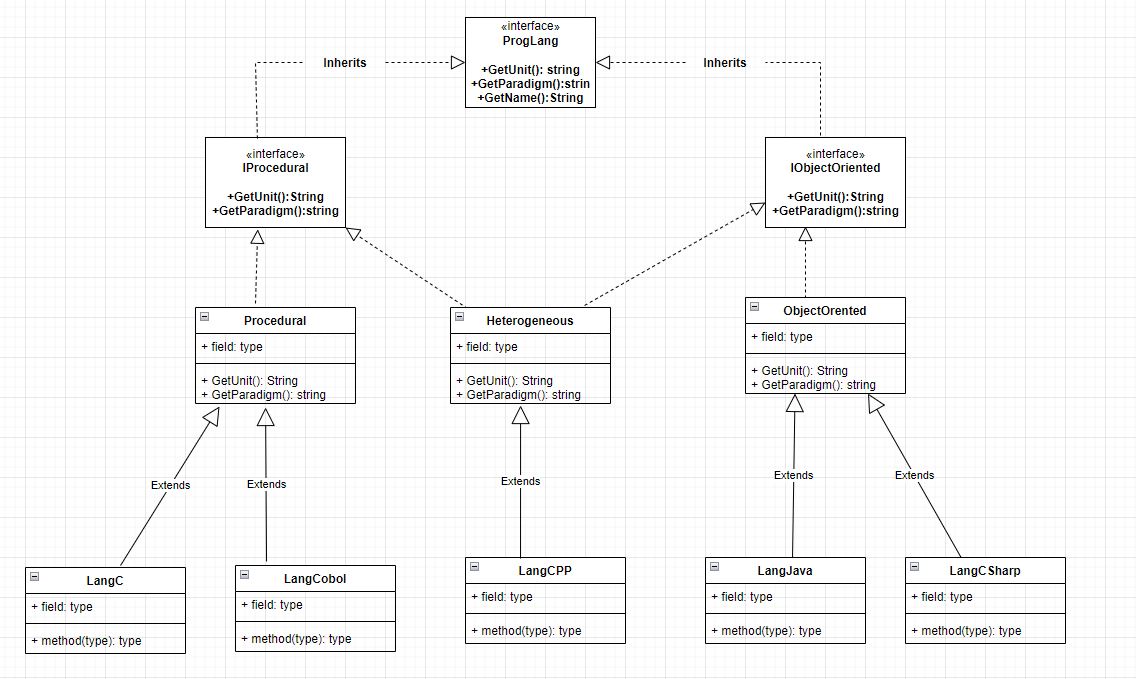 «interface»
ProgLang
+GetUnit(): string
+GetParadigm():strin
+GetName():String
Inherits
Inherits
«interface»
IProcedural
+GetUnit():String
+GetParadigm():string
«interface»
IObjectOriented
+GetUnit():String
+GetParadigm():string
Procedural
+ field: type
+ GetUnit(): String
+ GetParadigm(): string
Heterogeneous
+ field: type
+ GetUnit(): String
+ GetParadigm(): string
ObjectOrented
+ field: type
+ GetUnit(): String
+ GetParadigm(): string
Extends
Extends
Extends
Extends
Extends
LangC
+ field: type
+ method(type): type
LangCobol
+ field: type
+ method(type): type
LangCPP
+ field: type
+ method(type): type
LangJava
+ field: type
+ method(type): type
LangCSharp
+ field: type
+ method(type): type